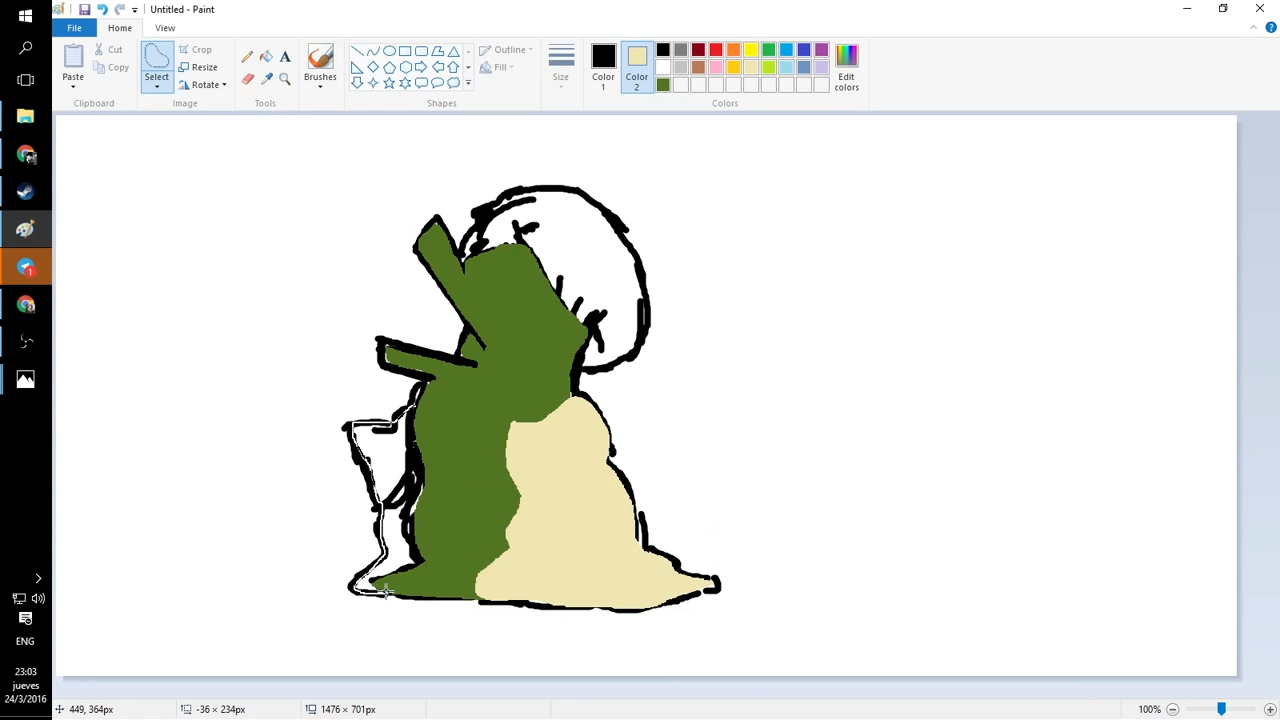 Untitled - Paint
File Home View
Cut
Copy
Paste
Clipboard
Select
Crop
Resize
Rotate
Image
A
Tools
Brushes
Outline
Fill
Shapes
Size
Color 1
Color 2
Edit colors
Colors
1
ENG
23:03
jueves
24/3/2016
449, 364px
-36 × 234px
1476 × 701px
100%